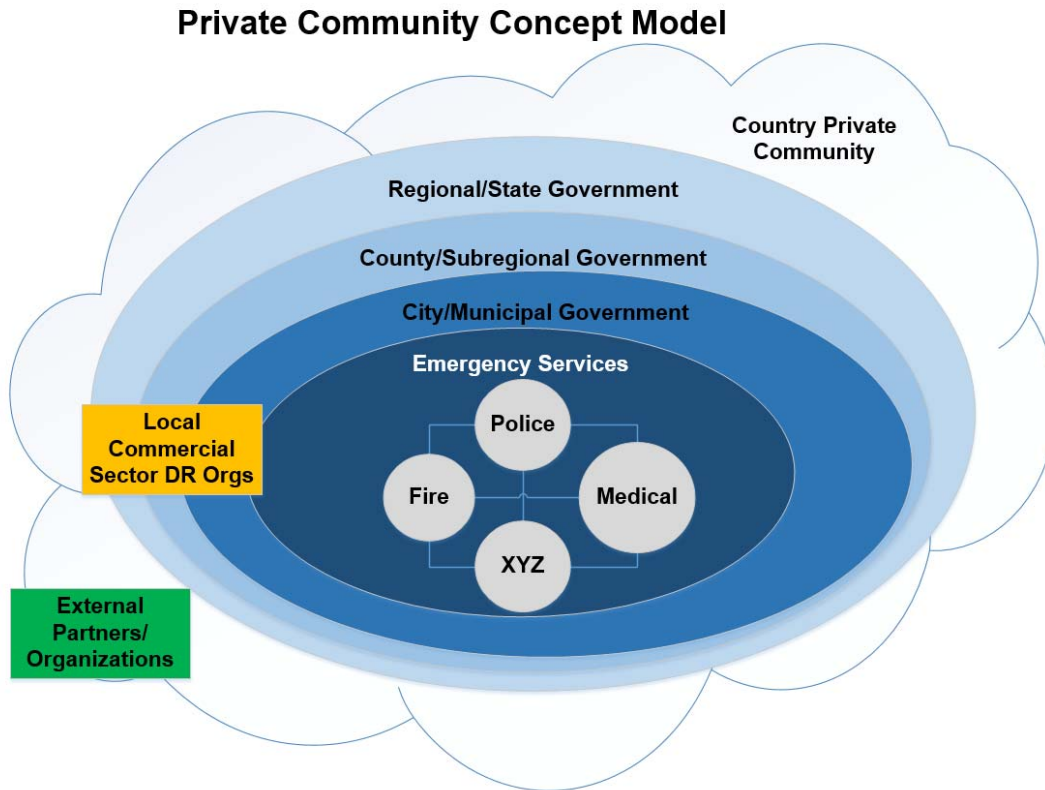 Private Community Concept Model
Country Private
Community
Regional/State Government
County/Subregional Government
City/Municipal Government
Emergency Services
Police
Local
Commercial
Sector DR Orgs
Fire
Medical
XYZ
External
Partners/
Organizations